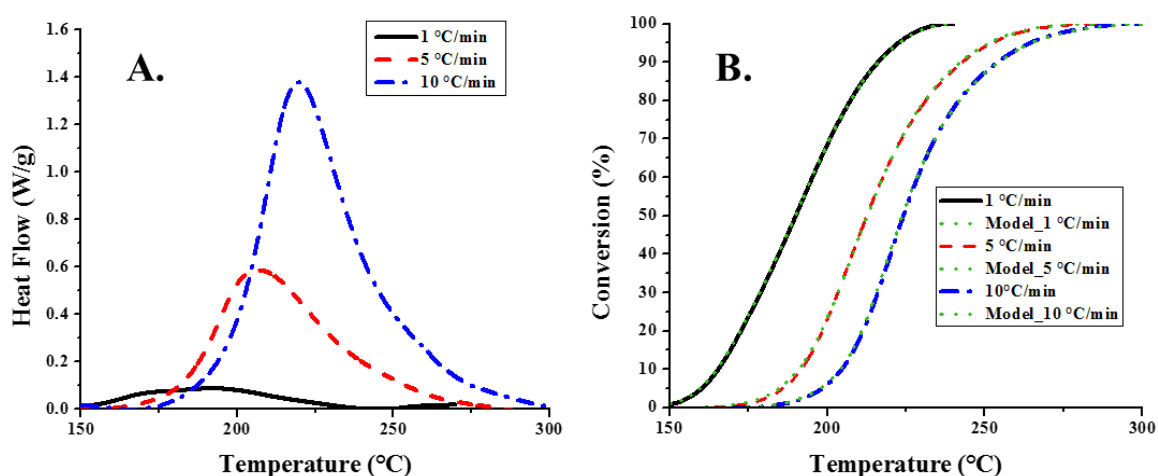 A.
1 °C/min
5 °C/min
10 °C/min
Heat Flow (W/g)
1.6
1.4
1.2
1.0
0.8
0.6
0.4
0.2
0.0
150
200
250
300
Temperature (°C)
B.
Conversion (%)
100
90
80
70
60
50
40
30
20
10
0
1 °C/min
Model_1 °C/min
5 °C/min
Model_5 °C/min
10°C/min
Model_10 °C/min
150
200
250
300
Temperature (°C)